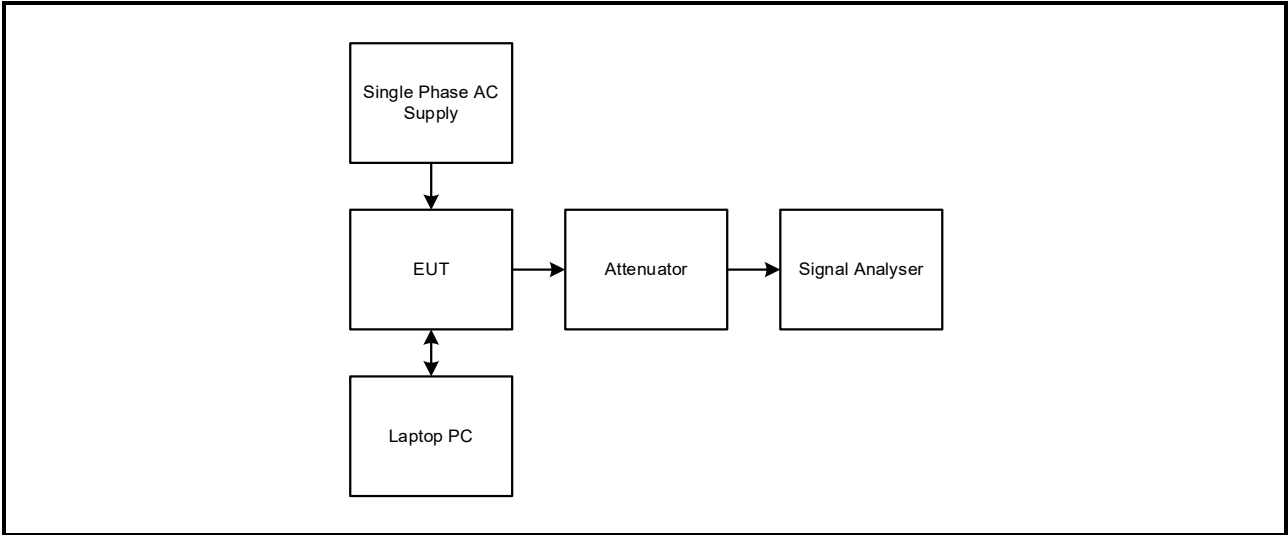 Single Phase AC
Supply
EUT
Attenuator
Signal Analyser
Laptop PC